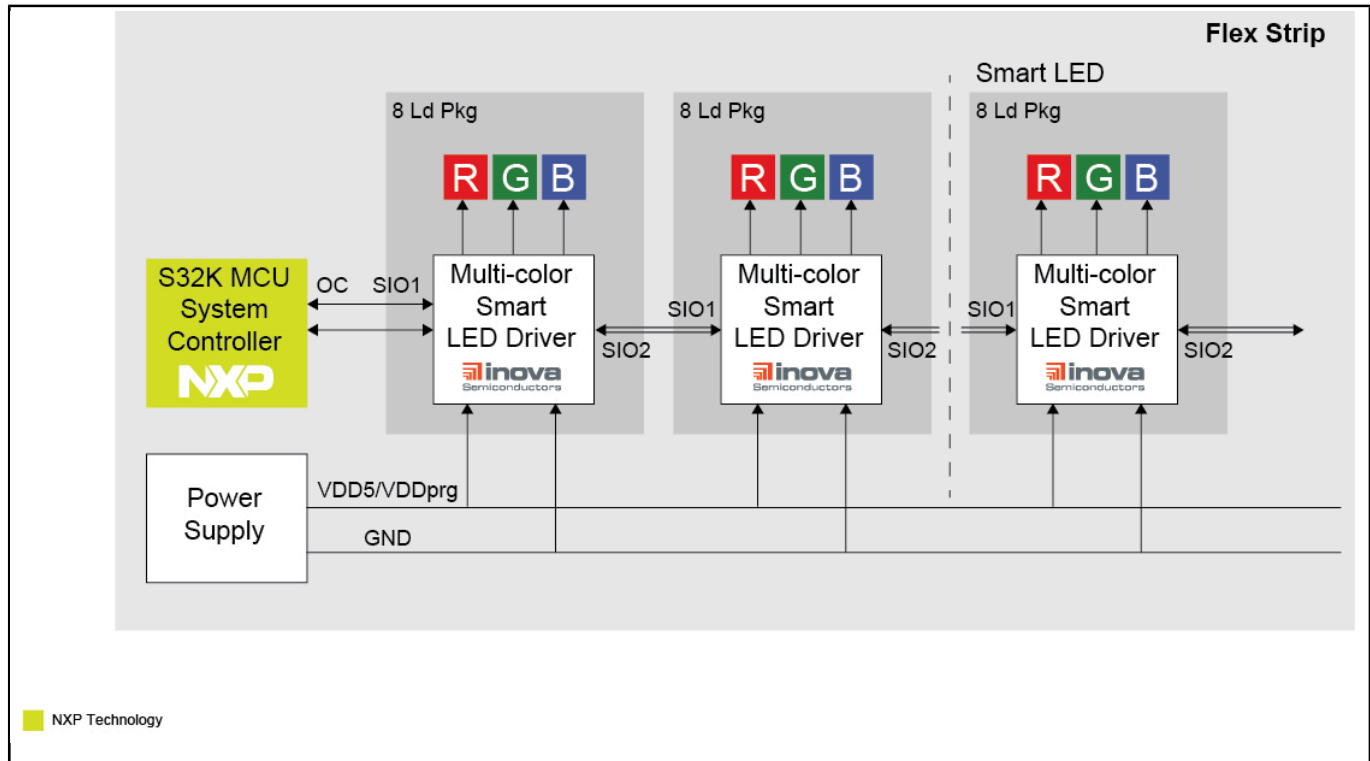 Flex Strip
Smart LED
8 Ld Pkg
8 Ld Pkg
8 Ld Pkg
R G B
R G B
R G B
S32K MCU
System
Controller
NXP
OC SIO1
Multi-color
Smart
LED Driver
inova
Semiconductors
SIO2
SIO1
Multi-color
Smart
LED Driver
inova
Semiconductors
SIO2
SIO1
Multi-color
Smart
LED Driver
inova
Semiconductors
SIO2
Power
Supply
VDD5/VDDprg
GND
NXP Technology